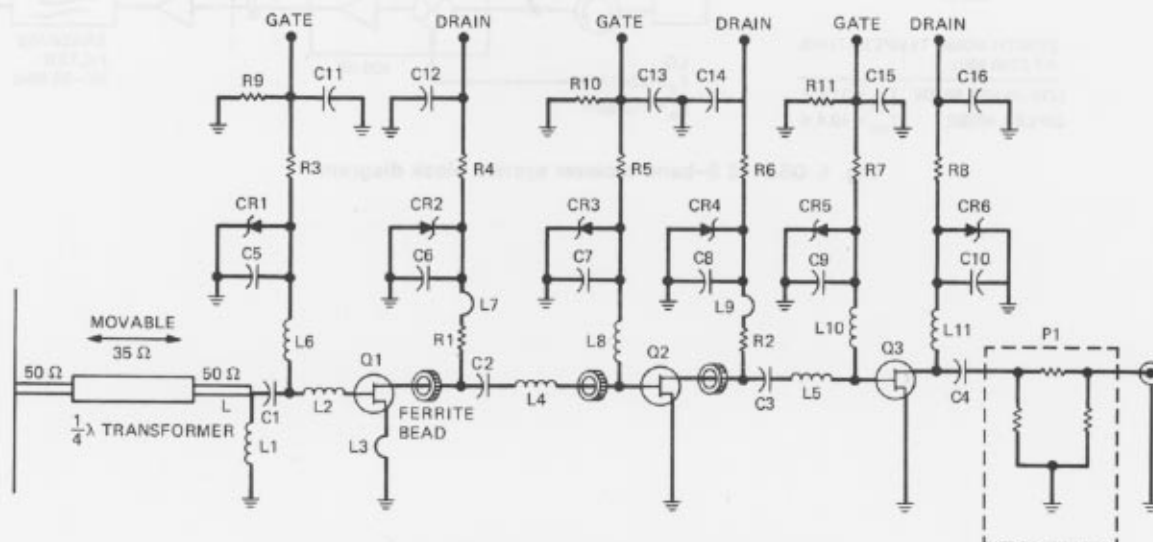 GATE DRAIN GATE DRAIN GATE DRAIN
R9 C11 C12 R10 C13 C14 R11 C15 C16
R3 R4 R5 R6 R7 R8
CR1 CR2 CR3 CR4 CR5 CR6
C5 C6 C7 C8 C9 C10
L7 L9
MOVABLE
35 Ω
L6 R1 L8 R2 L10 L11 P1
50 Ω 50 Ω Q1 C2 Q2 Q3
L C1 L2 L4 C3 L5 C4
1/4 λ TRANSFORMER
FERRITE
BEAD
L1 L3